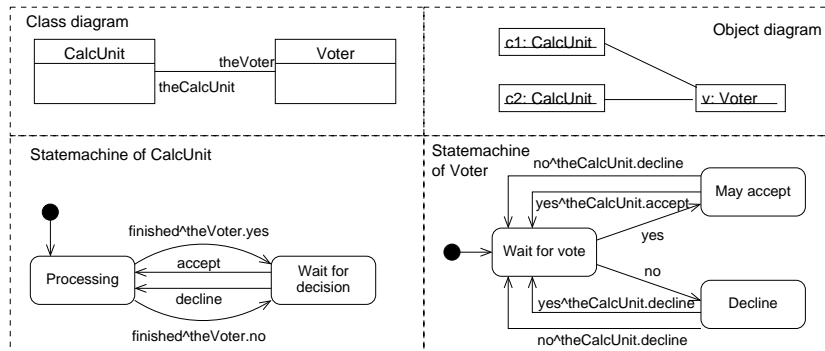 Class diagram
CalcUnit
Voter
theVoter
theCalcUnit
Object diagram
c1: CalcUnit
c2: CalcUnit
v: Voter
Statemachine of CalcUnit
finished^theVoter.yes
Processing
accept
Wait for
decision
decline
finished^theVoter.no
Statemachine
of Voter
no^theCalcUnit.decline
May accept
yes^theCalcUnit.accept
Wait for vote
yes
no
yes^theCalcUnit.decline
Decline
no^theCalcUnit.decline